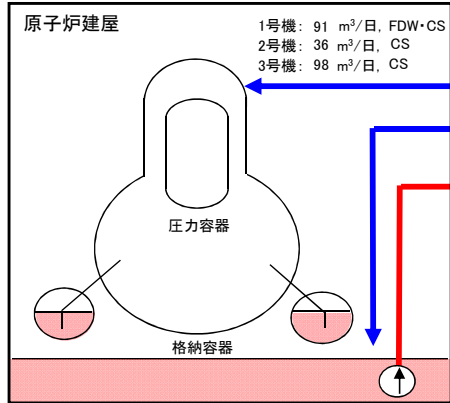 原子炉建屋
1号機: 91 m³/日, FDW・CS
2号機: 36 m³/日, CS
3号機: 98 m³/日, CS
圧力容器
格納容器